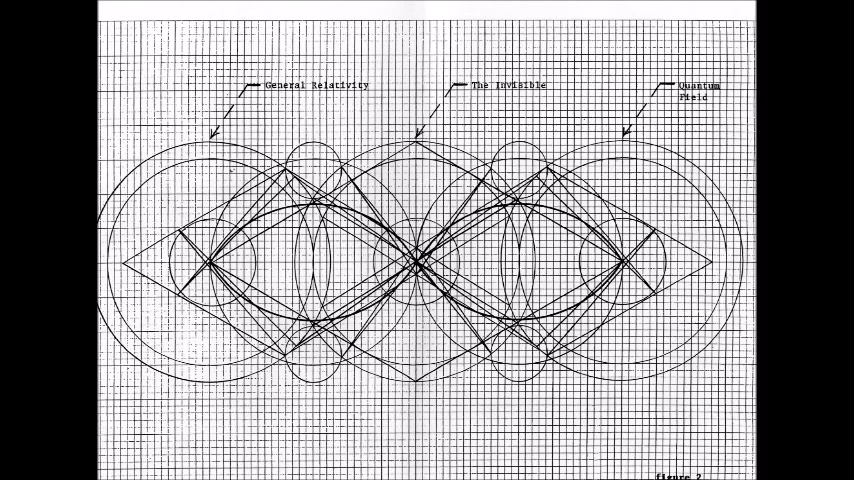 General Relativity
The Invisible
Quantum
Field
figure 2